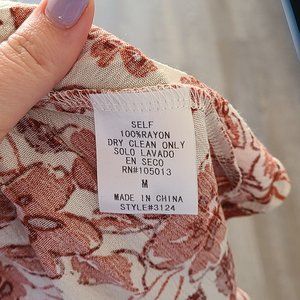 SELF
100%RAYON
DRY CLEAN ONLY
SOLO LAVADO
EN SECO
RN#105013
M
MADE IN CHINA
STYLE#3124